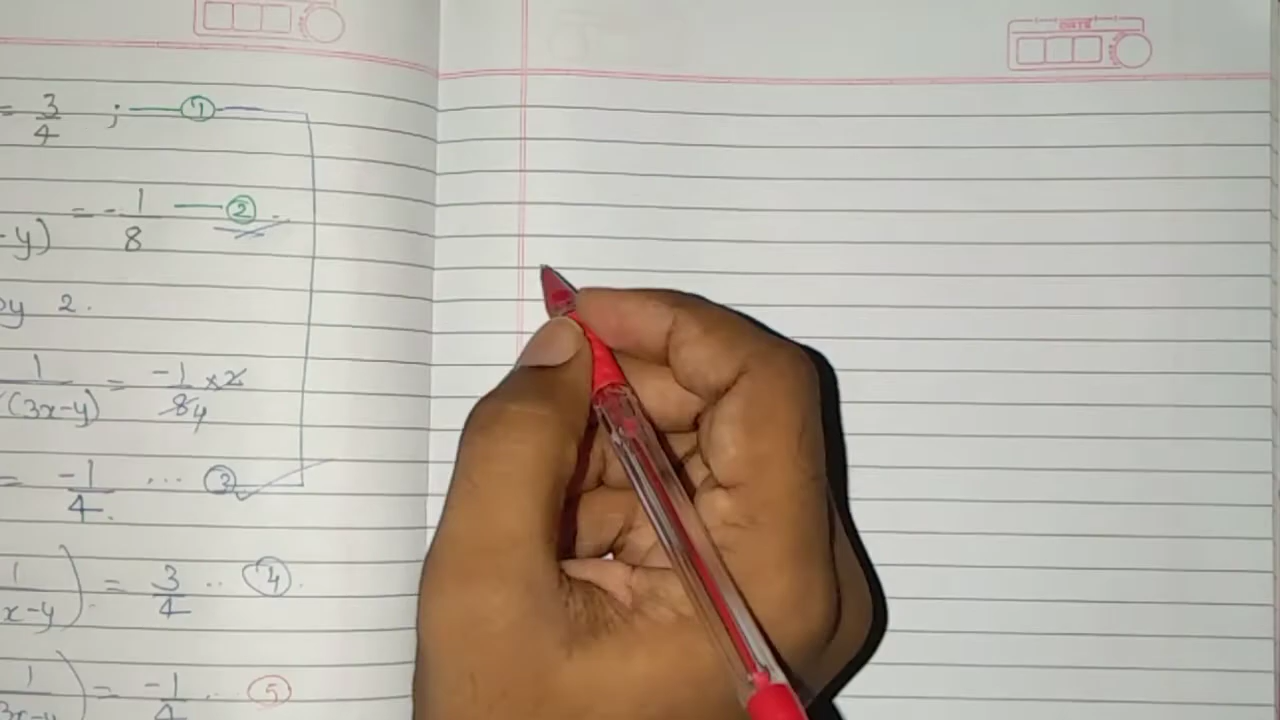 DATE
= 3/4 ; — 1
-y) = -1/8 — 2
by 2.
1/(3x-y) = -1/8 × 2 4
= -1/4. ... 3
1/x-y) = 3/4 .. 4
1/3x-y) = -1/4 .. 5